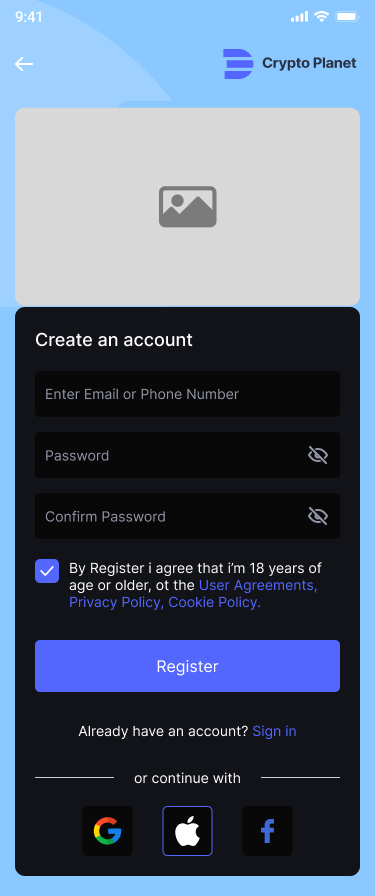 9:41
Crypto Planet
Create an account
Enter Email or Phone Number
Password
Confirm Password
By Register i agree that i’m 18 years of
age or older, ot the User Agreements,
Privacy Policy, Cookie Policy.
Register
Already have an account? Sign in
or continue with